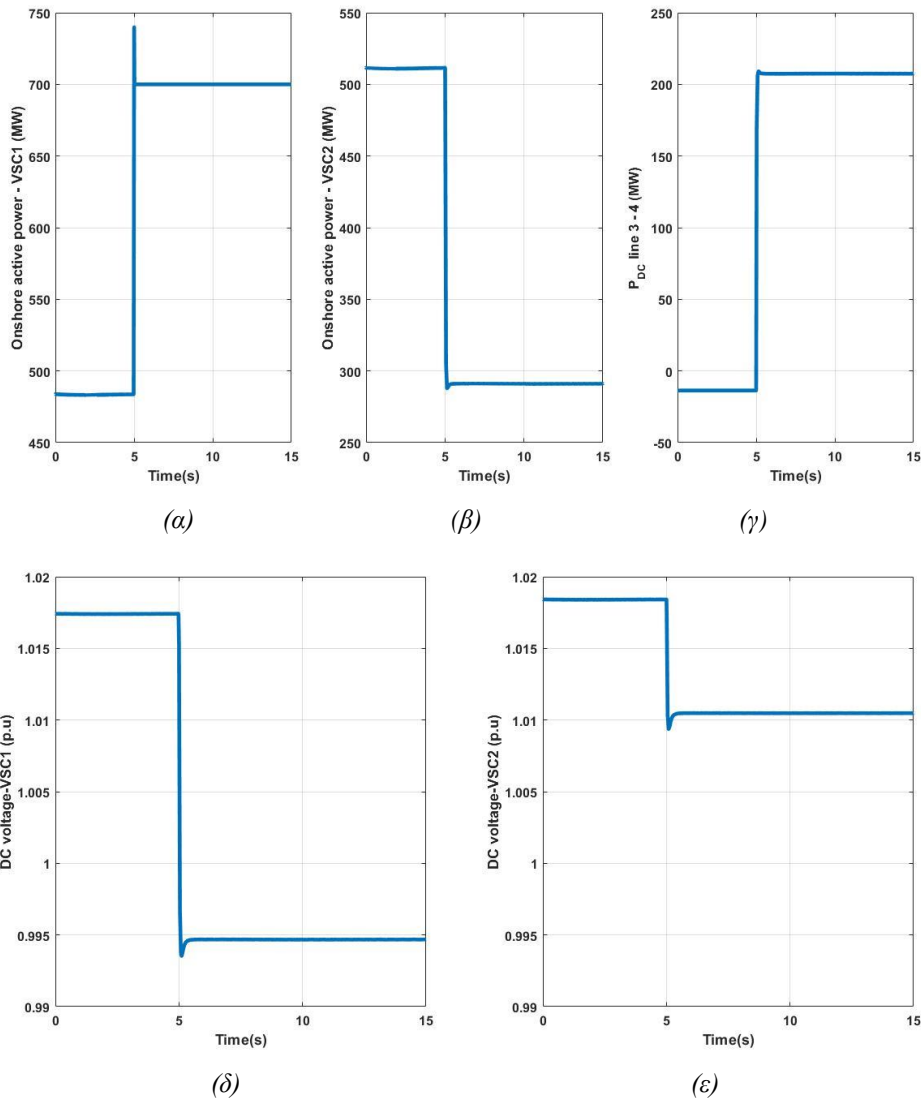 750
700
650
600
550
500
450
0 5 10 15
Time(s)
Onshore active power - VSC1 (MW)
(α)
550
500
450
400
350
300
250
0 5 10 15
Time(s)
Onshore active power - VSC2 (MW)
(β)
250
200
150
100
50
0
-50
0 5 10 15
Time(s)
P_DC line 3 - 4 (MW)
(γ)
1.02
1.015
1.01
1.005
1
0.995
0.99
0 5 10 15
Time(s)
DC voltage-VSC1 (p.u)
(δ)
1.02
1.015
1.01
1.005
1
0.995
0.99
0 5 10 15
Time(s)
DC voltage-VSC2 (p.u)
(ε)